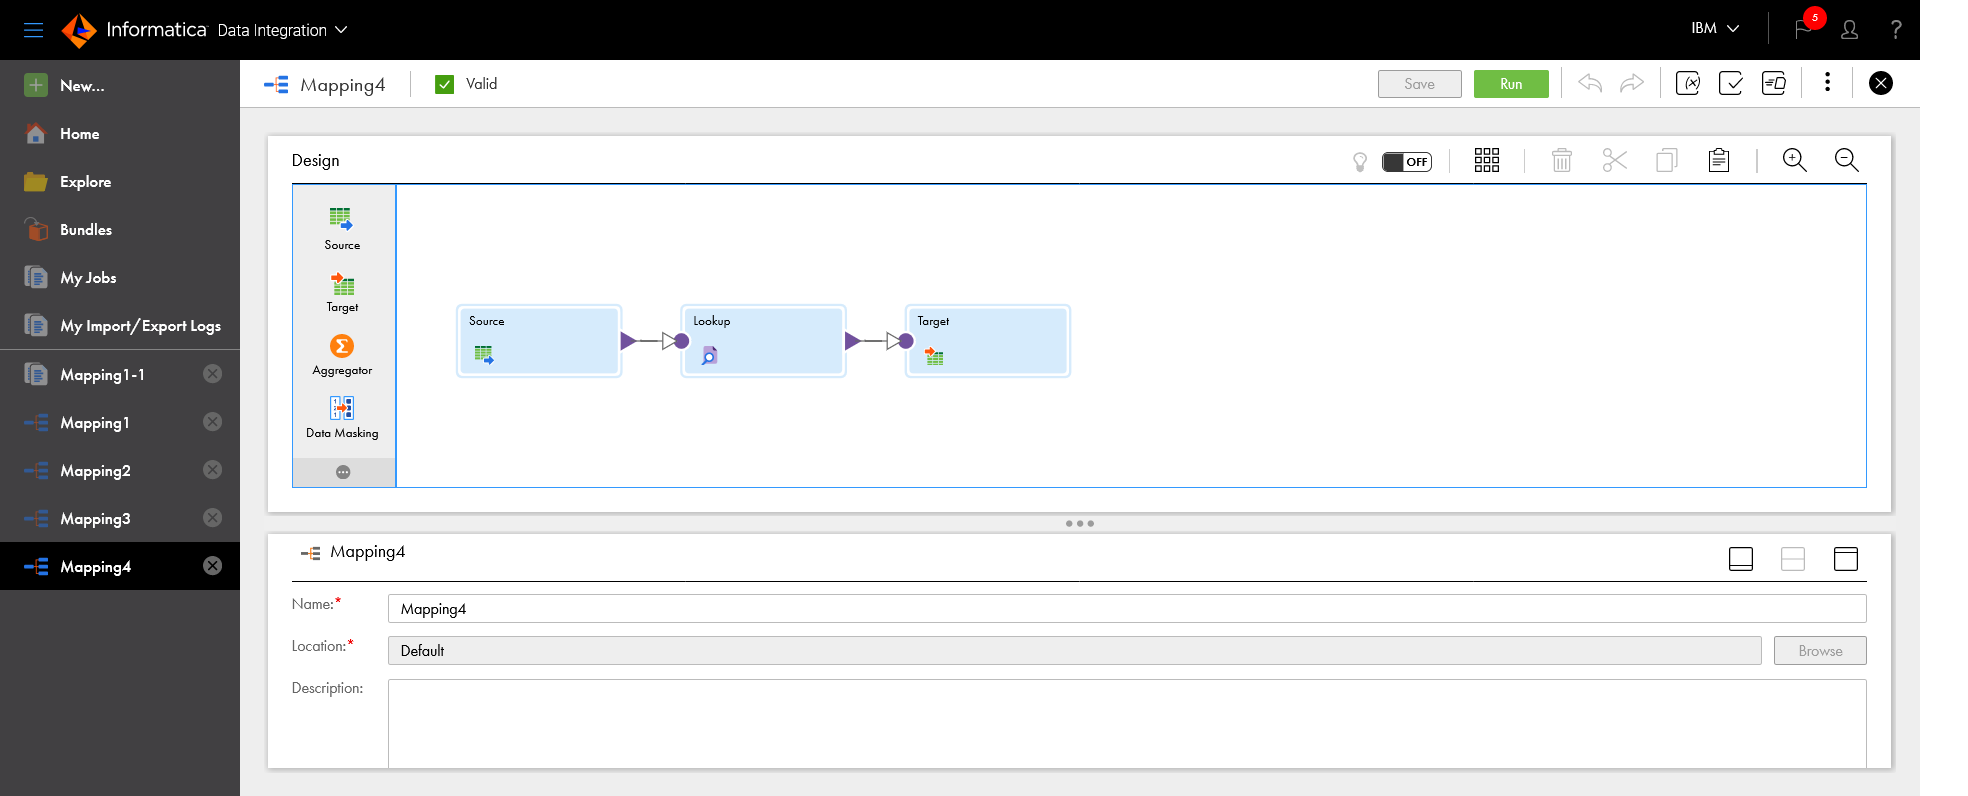 Informatica Data Integration
IBM
5
?
New...
Home
Explore
Bundles
My Jobs
My Import/Export Logs
Mapping1-1
Mapping1
Mapping2
Mapping3
Mapping4
Mapping4
Valid
Save
Run
Design
OFF
Source
Target
Aggregator
Data Masking
Source
Lookup
Target
Mapping4
Name:*
Mapping4
Location:*
Default
Browse
Description: